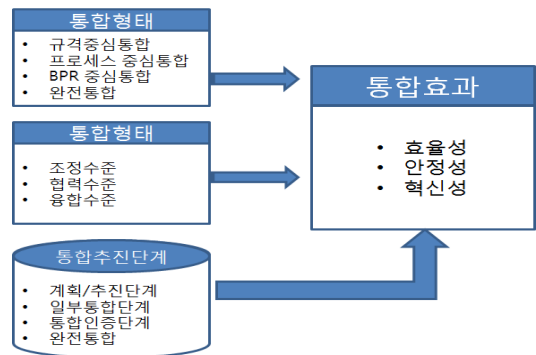 통합형태
• 규격중심통합
• 프로세스 중심통합
• BPR 중심통합
• 완전통합
통합형태
• 조정수준
• 협력수준
• 융합수준
통합추진단계
• 계획/추진단계
• 일부통합단계
• 통합인증단계
• 완전통합
통합효과
• 효율성
• 안정성
• 혁신성